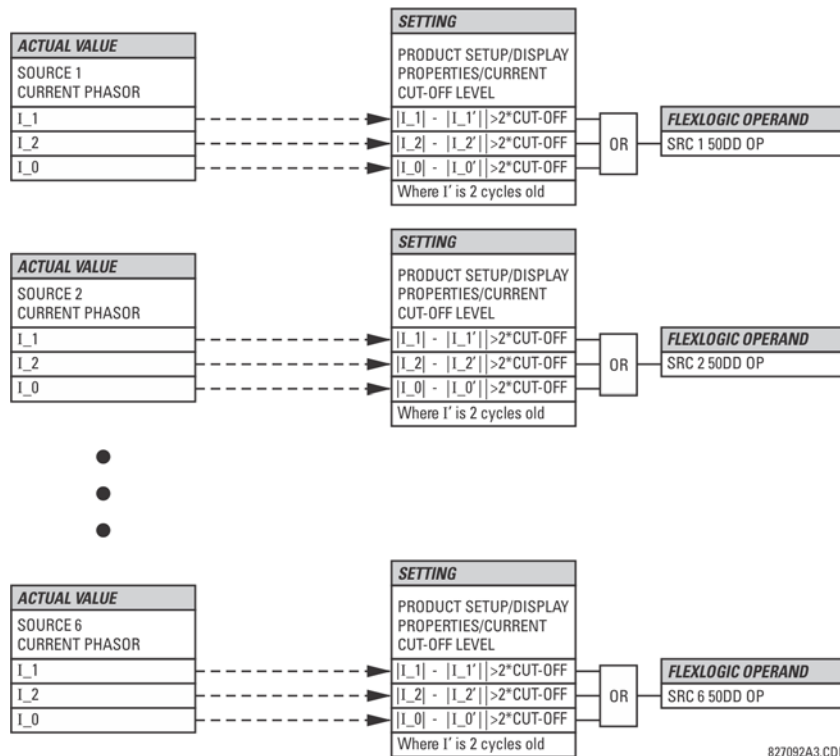 SETTING
ACTUAL VALUE
PRODUCT SETUP/DISPLAY
SOURCE 1
PROPERTIES/CURRENT
CURRENT PHASOR
CUT-OFF LEVEL
I_1
|I_1| - |I_1'||>2*CUT-OFF
FLEXLOGIC OPERAND
I_2
|I_2| - |I_2'||>2*CUT-OFF
OR
SRC 1 50DD OP
I_0
|I_0| - |I_0'||>2*CUT-OFF
Where I' is 2 cycles old
SETTING
ACTUAL VALUE
PRODUCT SETUP/DISPLAY
SOURCE 2
PROPERTIES/CURRENT
CURRENT PHASOR
CUT-OFF LEVEL
I_1
|I_1| - |I_1'||>2*CUT-OFF
FLEXLOGIC OPERAND
I_2
|I_2| - |I_2'||>2*CUT-OFF
OR
SRC 2 50DD OP
I_0
|I_0| - |I_0'||>2*CUT-OFF
Where I' is 2 cycles old
SETTING
ACTUAL VALUE
PRODUCT SETUP/DISPLAY
SOURCE 6
PROPERTIES/CURRENT
CURRENT PHASOR
CUT-OFF LEVEL
I_1
|I_1| - |I_1'||>2*CUT-OFF
FLEXLOGIC OPERAND
I_2
|I_2| - |I_2'||>2*CUT-OFF
OR
SRC 6 50DD OP
I_0
|I_0| - |I_0'||>2*CUT-OFF
Where I' is 2 cycles old